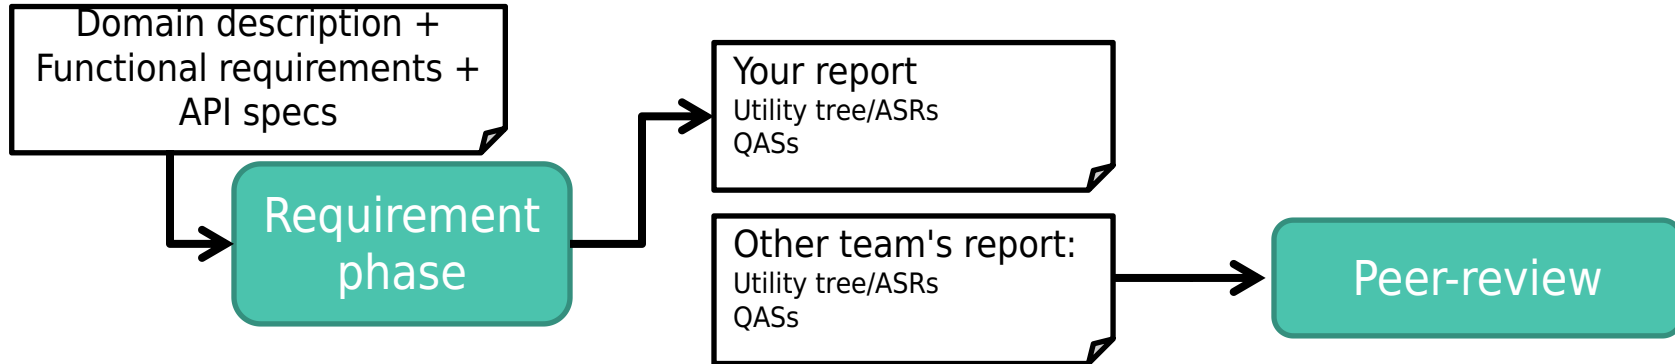 Domain description +
Functional requirements +
API specs
Requirement
phase
Your report
Utility tree/ASRs
QASs
Other team's report:
Utility tree/ASRs
QASs
Peer-review